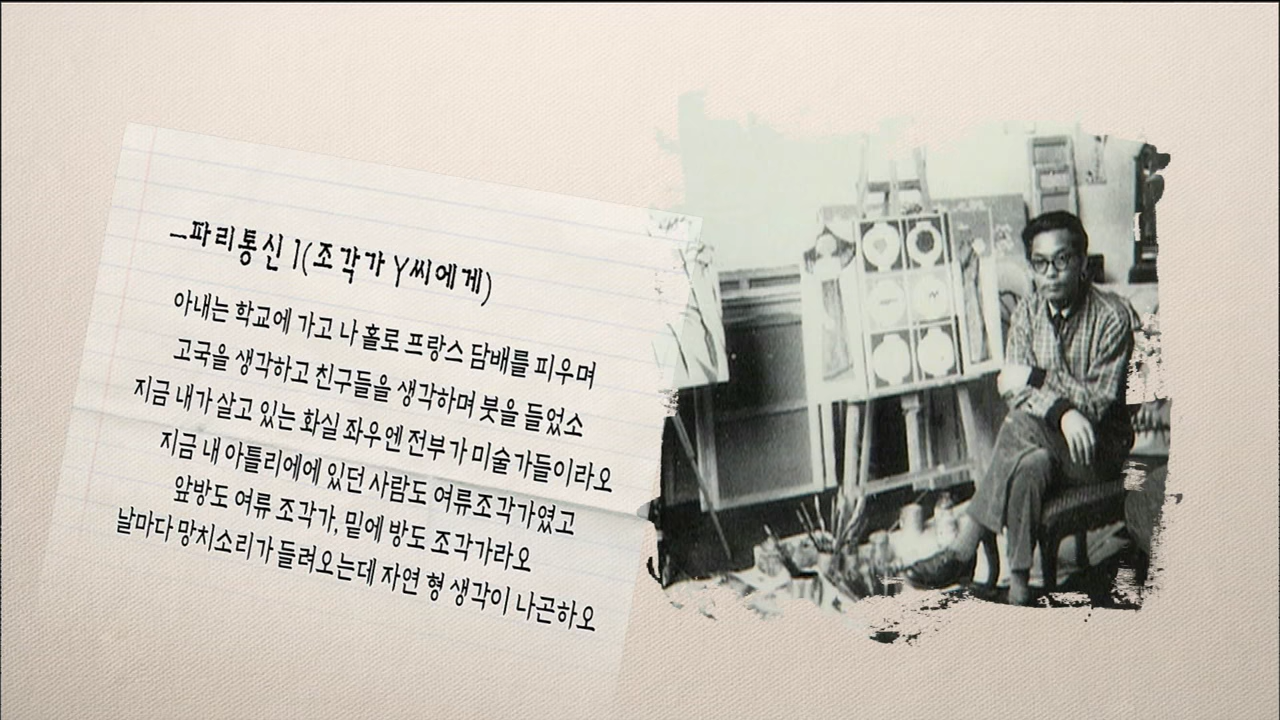 _파리통신 1(조각가 Y씨에게)
아내는 학교에 가고 나 홀로 프랑스 담배를 피우며
고국을 생각하고 친구들을 생각하며 붓을 들었소
지금 내가 살고 있는 화실 좌우엔 전부가 미술가들이라오
지금 내 아틀리에에 있던 사람도 여류조각가였고
앞방도 여류 조각가, 밑에 방도 조각가라오
날마다 망치소리가 들려오는데 자연 형 생각이 나곤하오